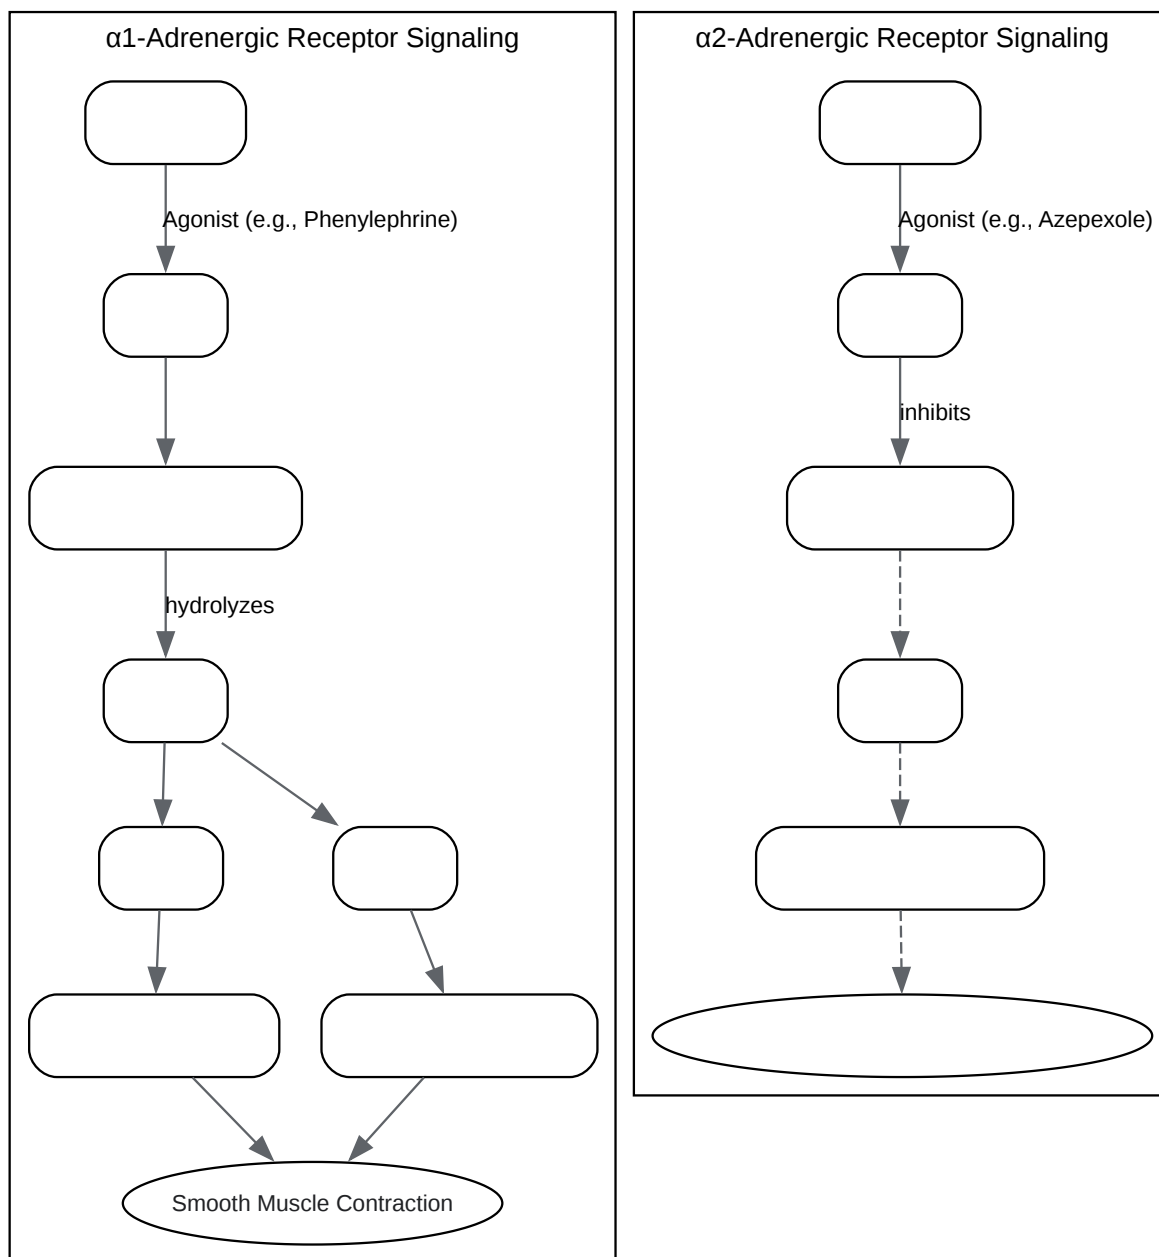 α1-Adrenergic Receptor Signaling
Agonist (e.g., Phenylephrine)
hydrolyzes
Smooth Muscle Contraction
α2-Adrenergic Receptor Signaling
Agonist (e.g., Azepexole)
inhibits